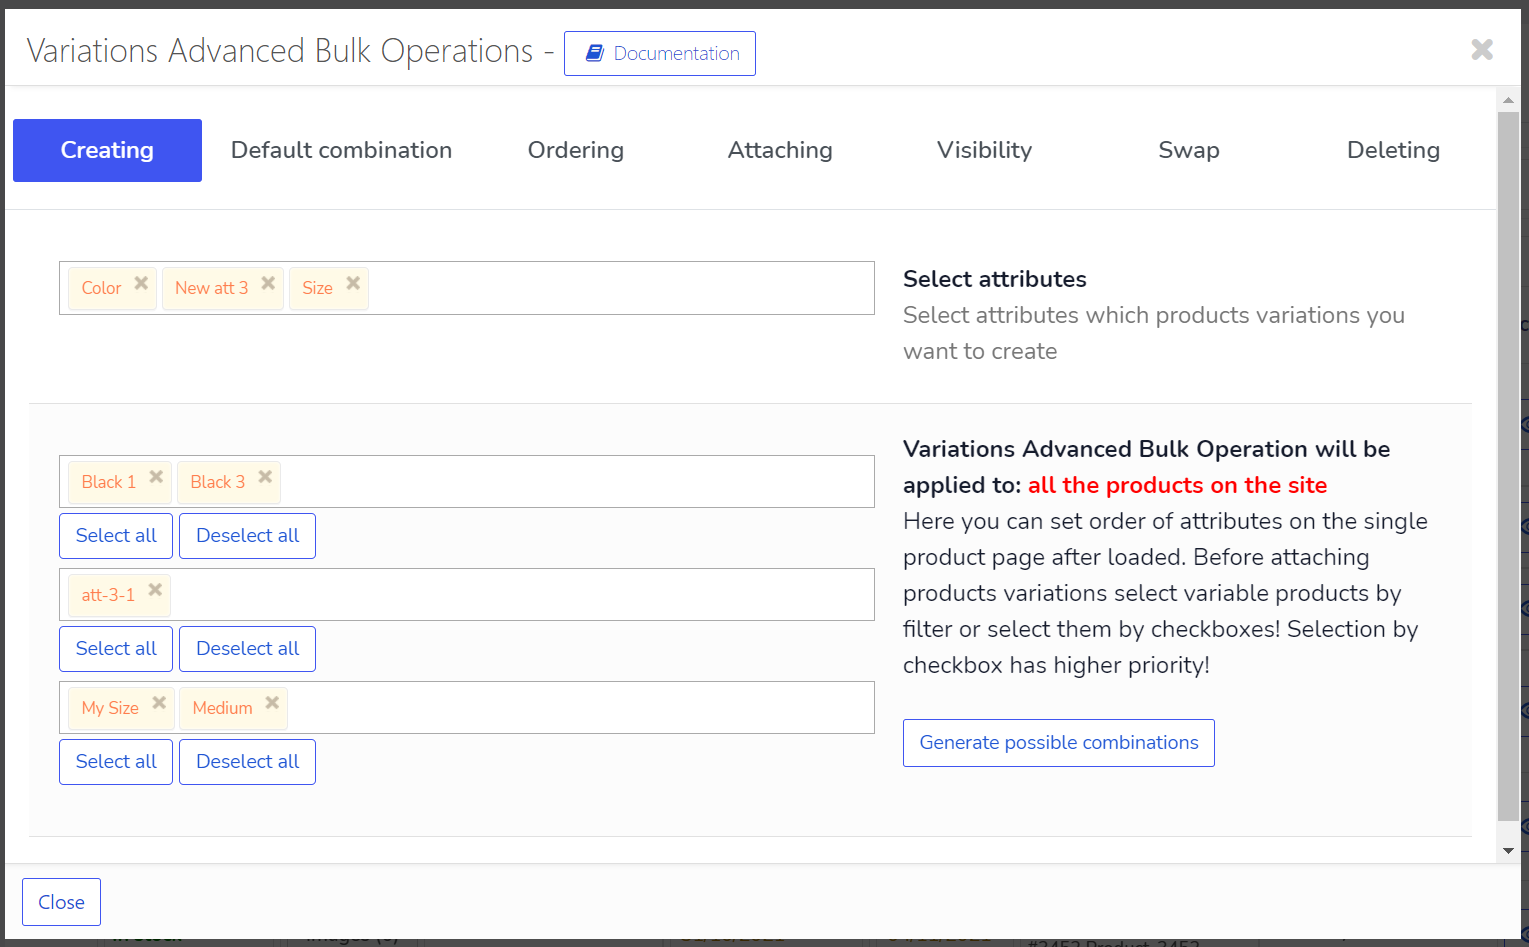 Variations Advanced Bulk Operations - Documentation
Creating Default combination Ordering Attaching Visibility Swap Deleting
Color New att 3 Size
Select attributes
Select attributes which products variations you
want to create
Black 1 Black 3
Select all Deselect all
att-3-1
Select all Deselect all
My Size Medium
Select all Deselect all
Variations Advanced Bulk Operation will be
applied to: all the products on the site
Here you can set order of attributes on the single
product page after loaded. Before attaching
products variations select variable products by
filter or select them by checkboxes! Selection by
checkbox has higher priority!
Generate possible combinations
Close